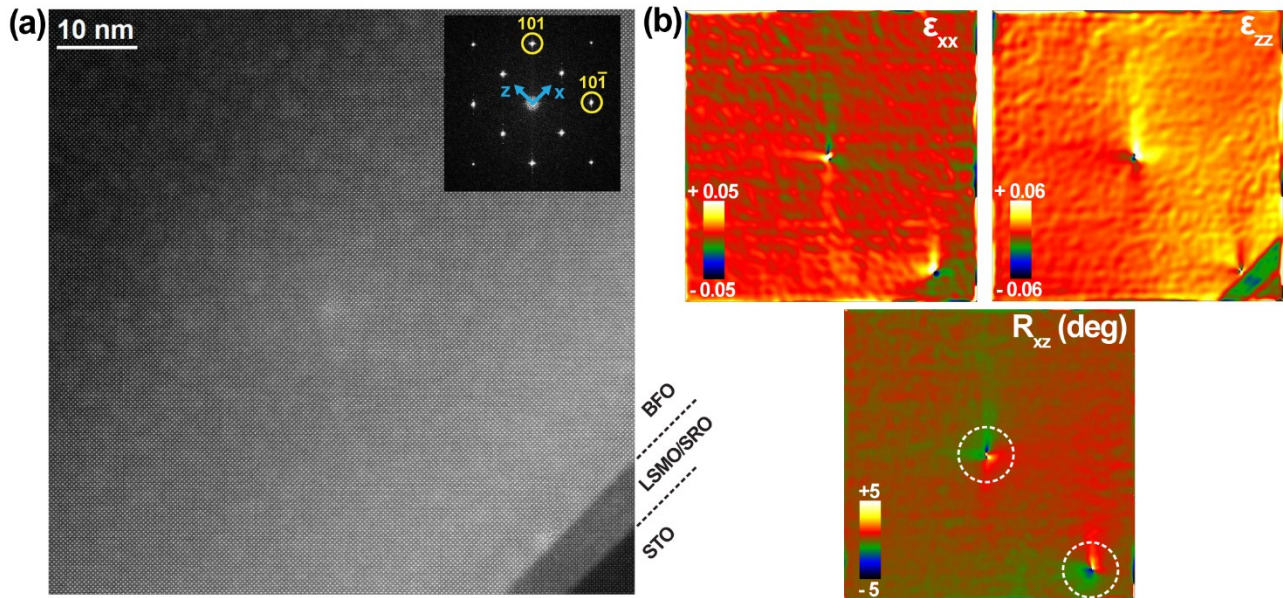 (a)
10 nm
101
101̄
z
x
BFO
LSMO/SRO
STO
(b)
εxx
+ 0.05
- 0.05
εzz
+ 0.06
- 0.06
Rxz (deg)
+5
- 5